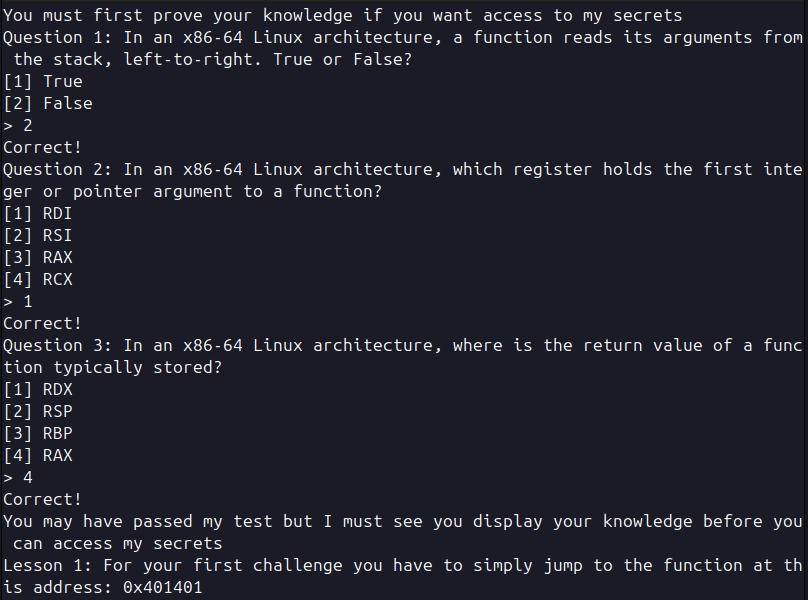 You must first prove your knowledge if you want access to my secrets
Question 1: In an x86-64 Linux architecture, a function reads its arguments from
 the stack, left-to-right. True or False?
[1] True
[2] False
> 2
Correct!
Question 2: In an x86-64 Linux architecture, which register holds the first inte
ger or pointer argument to a function?
[1] RDI
[2] RSI
[3] RAX
[4] RCX
> 1
Correct!
Question 3: In an x86-64 Linux architecture, where is the return value of a func
tion typically stored?
[1] RDX
[2] RSP
[3] RBP
[4] RAX
> 4
Correct!
You may have passed my test but I must see you display your knowledge before you
 can access my secrets
Lesson 1: For your first challenge you have to simply jump to the function at th
is address: 0x401401